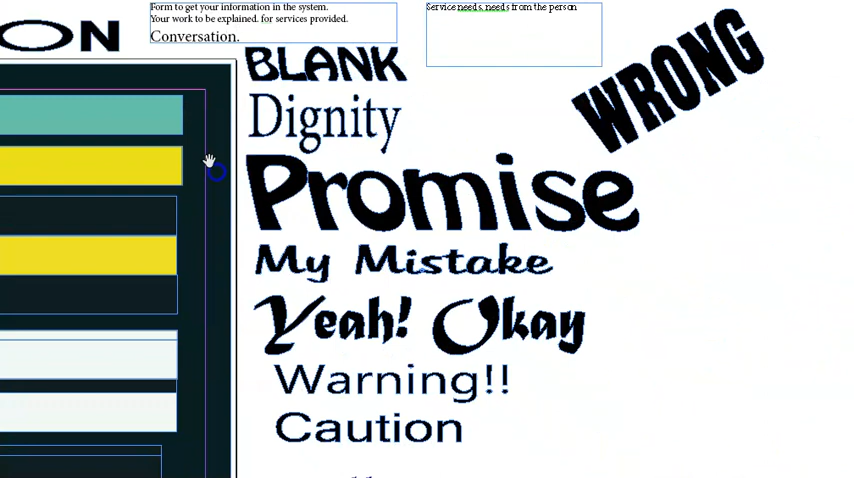 Form to get your information in the system.
Your work to be explained. for services provided.
Conversation.
Service needs, needs from the person
ON
BLANK
WRONG
Dignity
Promise
My Mistake
Yeah! Okay
Warning!!
Caution